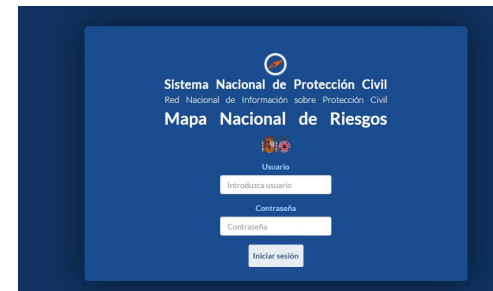 Sistema Nacional de Protección Civil
Red Nacional de Información sobre Protección Civil
Mapa Nacional de Riesgos
Usuario
Introduzca usuario
Contraseña
Contraseña
Iniciar sesión